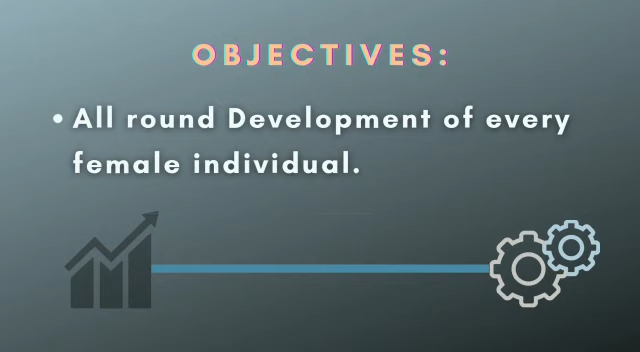 OBJECTIVES:
• All round Development of every
female individual.